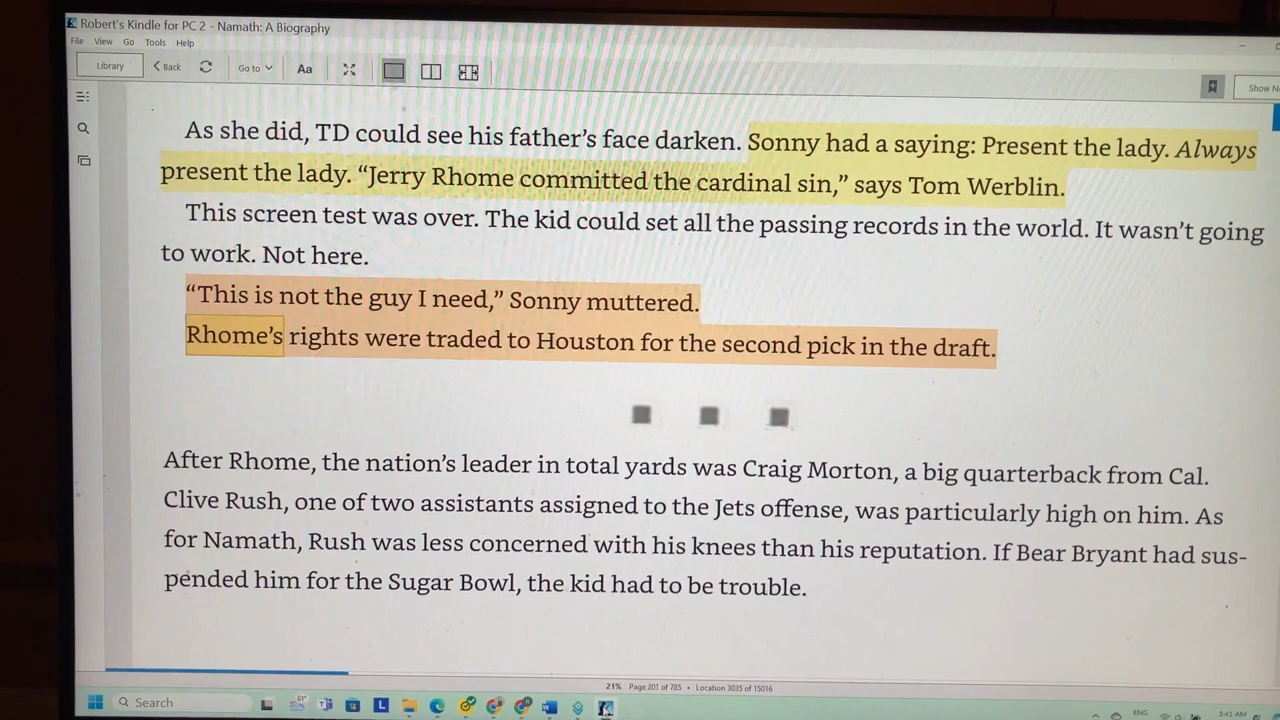 Robert's Kindle for PC 2 - Namath: A Biography
File View Go Tools Help
Library Back Go to Aa
Show
As she did, TD could see his father's face darken. Sonny had a saying: Present the lady. Always
present the lady. “Jerry Rhome committed the cardinal sin,” says Tom Werblin.
This screen test was over. The kid could set all the passing records in the world. It wasn't going
to work. Not here.
“This is not the guy I need,” Sonny muttered.
Rhome's rights were traded to Houston for the second pick in the draft.
After Rhome, the nation's leader in total yards was Craig Morton, a big quarterback from Cal.
Clive Rush, one of two assistants assigned to the Jets offense, was particularly high on him. As
for Namath, Rush was less concerned with his knees than his reputation. If Bear Bryant had sus-
pended him for the Sugar Bowl, the kid had to be trouble.
21% Page 201 of 785 • Location 3035 of 15016
Search 61° L ENG 3:41 AM